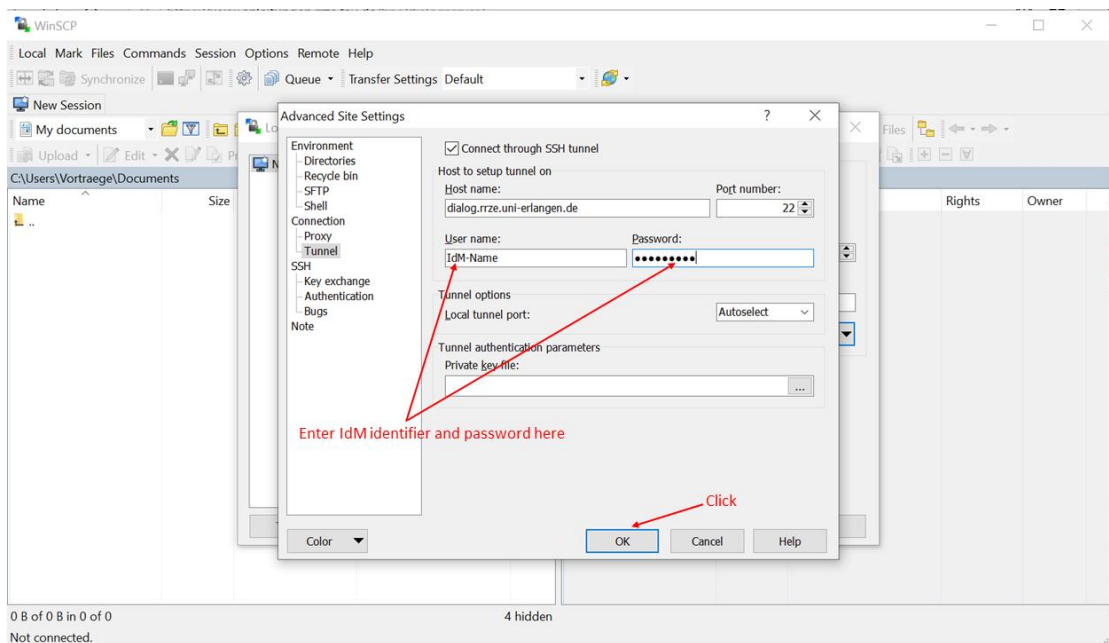 WinSCP
Local Mark Files Commands Session Options Remote Help
Synchronize Queue Transfer Settings Default
New Session
My documents
Upload Edit
C:\Users\Vortraege\Documents
Name Size
..
Files
Rights Owner
Advanced Site Settings ?
Environment
Directories
Recycle bin
SFTP
Shell
Connection
Proxy
Tunnel
SSH
Key exchange
Authentication
Bugs
Note
Connect through SSH tunnel
Host to setup tunnel on
Host name: Port number:
dialog.rrze.uni-erlangen.de 22
User name: Password:
IdM-Name •••••••••
Tunnel options
Local tunnel port: Autoselect
Tunnel authentication parameters
Private key file:
...
Enter IdM identifier and password here
Click
Color OK Cancel Help
0 B of 0 B in 0 of 0 4 hidden
Not connected.